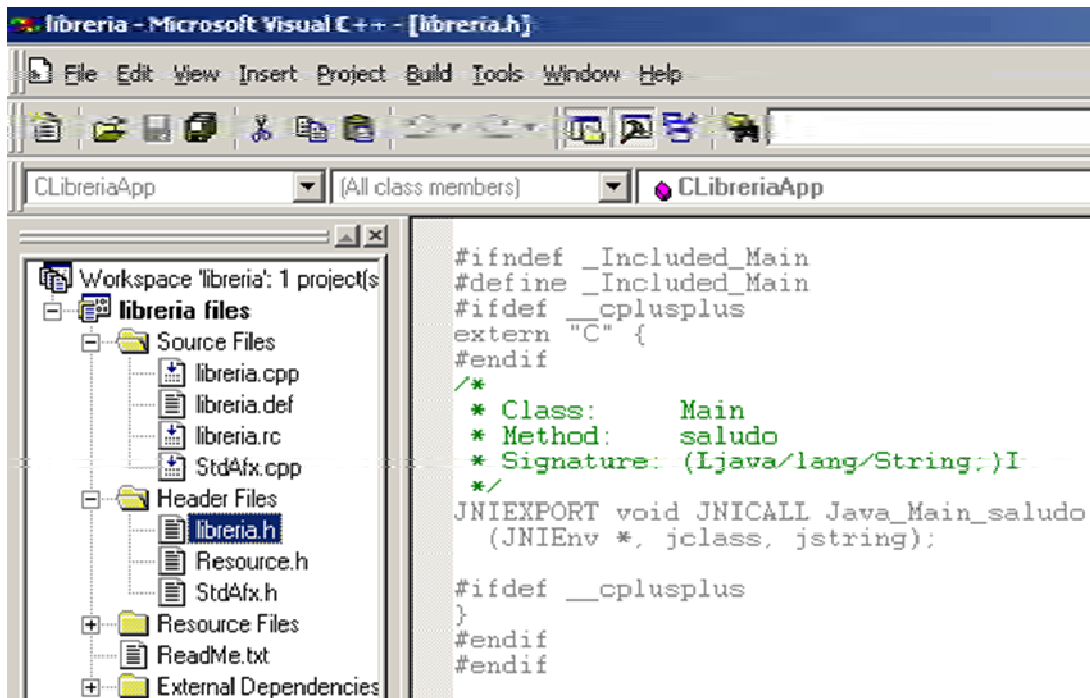 libreria - Microsoft Visual C++ - [libreria.h]
File Edit View Insert Project Build Tools Window Help
CLibreriaApp (All class members) CLibreriaApp
Workspace 'libreria': 1 project(s
libreria files
Source Files
libreria.cpp
libreria.def
libreria.rc
StdAfx.cpp
Header Files
libreria.h
Resource.h
StdAfx.h
Resource Files
ReadMe.txt
External Dependencies
#ifndef _Included_Main
#define _Included_Main
#ifdef __cplusplus
extern "C" {
#endif
/*
* Class: Main
* Method: saludo
* Signature: (Ljava/lang/String;)I
*/
JNIEXPORT void JNICALL Java_Main_saludo
(JNIEnv *, jclass, jstring);
#ifdef __cplusplus
}
#endif
#endif